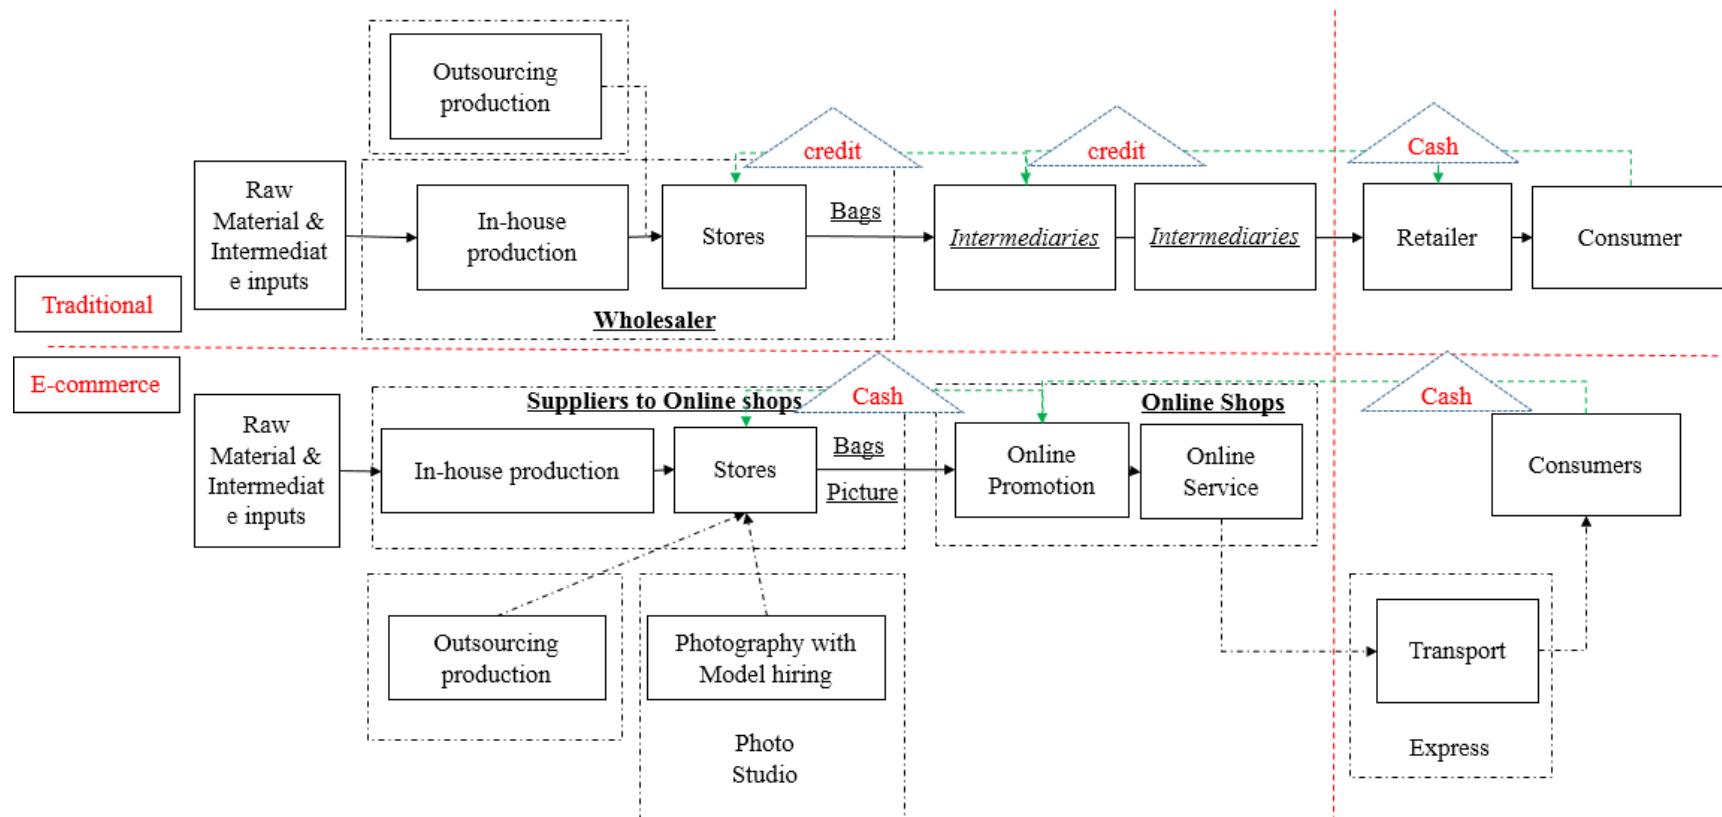 Outsourcing
production
credit
credit
Cash
Raw
Material &
Intermediat
e inputs
In-house
production
Stores
Bags
Intermediaries
Intermediaries
Retailer
Consumer
Traditional
Wholesaler
E-commerce
Suppliers to Online shops
Cash
Online Shops
Cash
Raw
Material &
Intermediat
e inputs
In-house production
Stores
Bags
Picture
Online
Promotion
Online
Service
Consumers
Outsourcing
production
Photography with
Model hiring
Transport
Photo
Studio
Express